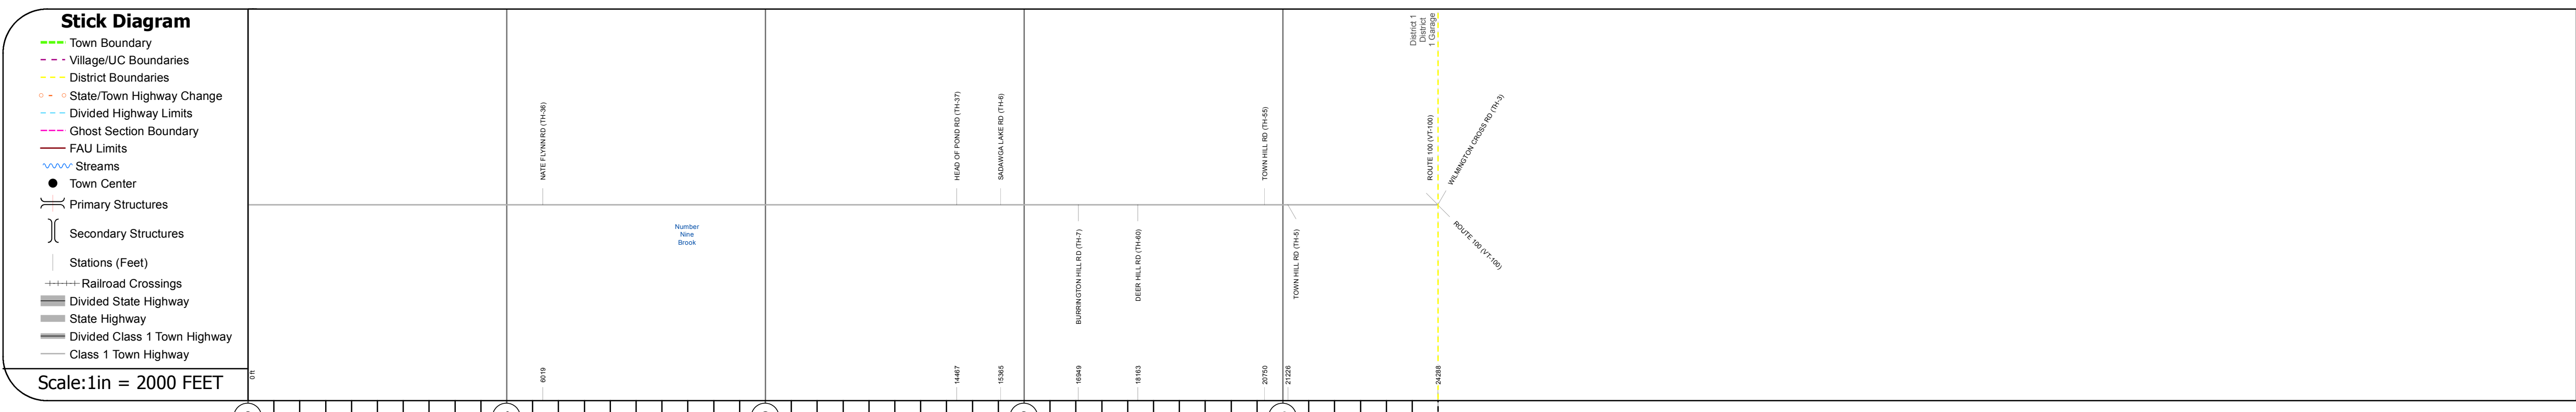 Stick Diagram
Town Boundary
Village/UC Boundaries
District Boundaries
State/Town Highway Change
Divided Highway Limits
Ghost Section Boundary
FAU Limits
Streams
Town Center
Primary Structures
Secondary Structures
Stations (Feet)
Railroad Crossings
Divided State Highway
State Highway
Divided Class 1 Town Highway
Class 1 Town Highway
Scale:1in = 2000 FEET
District 1
District
1 Garage
NATE FLYNN RD (TH-36)
HEAD OF POND RD (TH-37)
SADAWGA LAKE RD (TH-6)
TOWN HILL RD (TH-55)
ROUTE 100 (VT-100)
WILMINGTON CROSS RD (TH-3)
Number
Nine
Brook
BURRINGTON HILL RD (TH-7)
DEER HILL RD (TH-60)
TOWN HILL RD (TH-5)
ROUTE 100 (VT-100)
0 ft
6019
14467
15365
16949
18163
20750
21226
24288